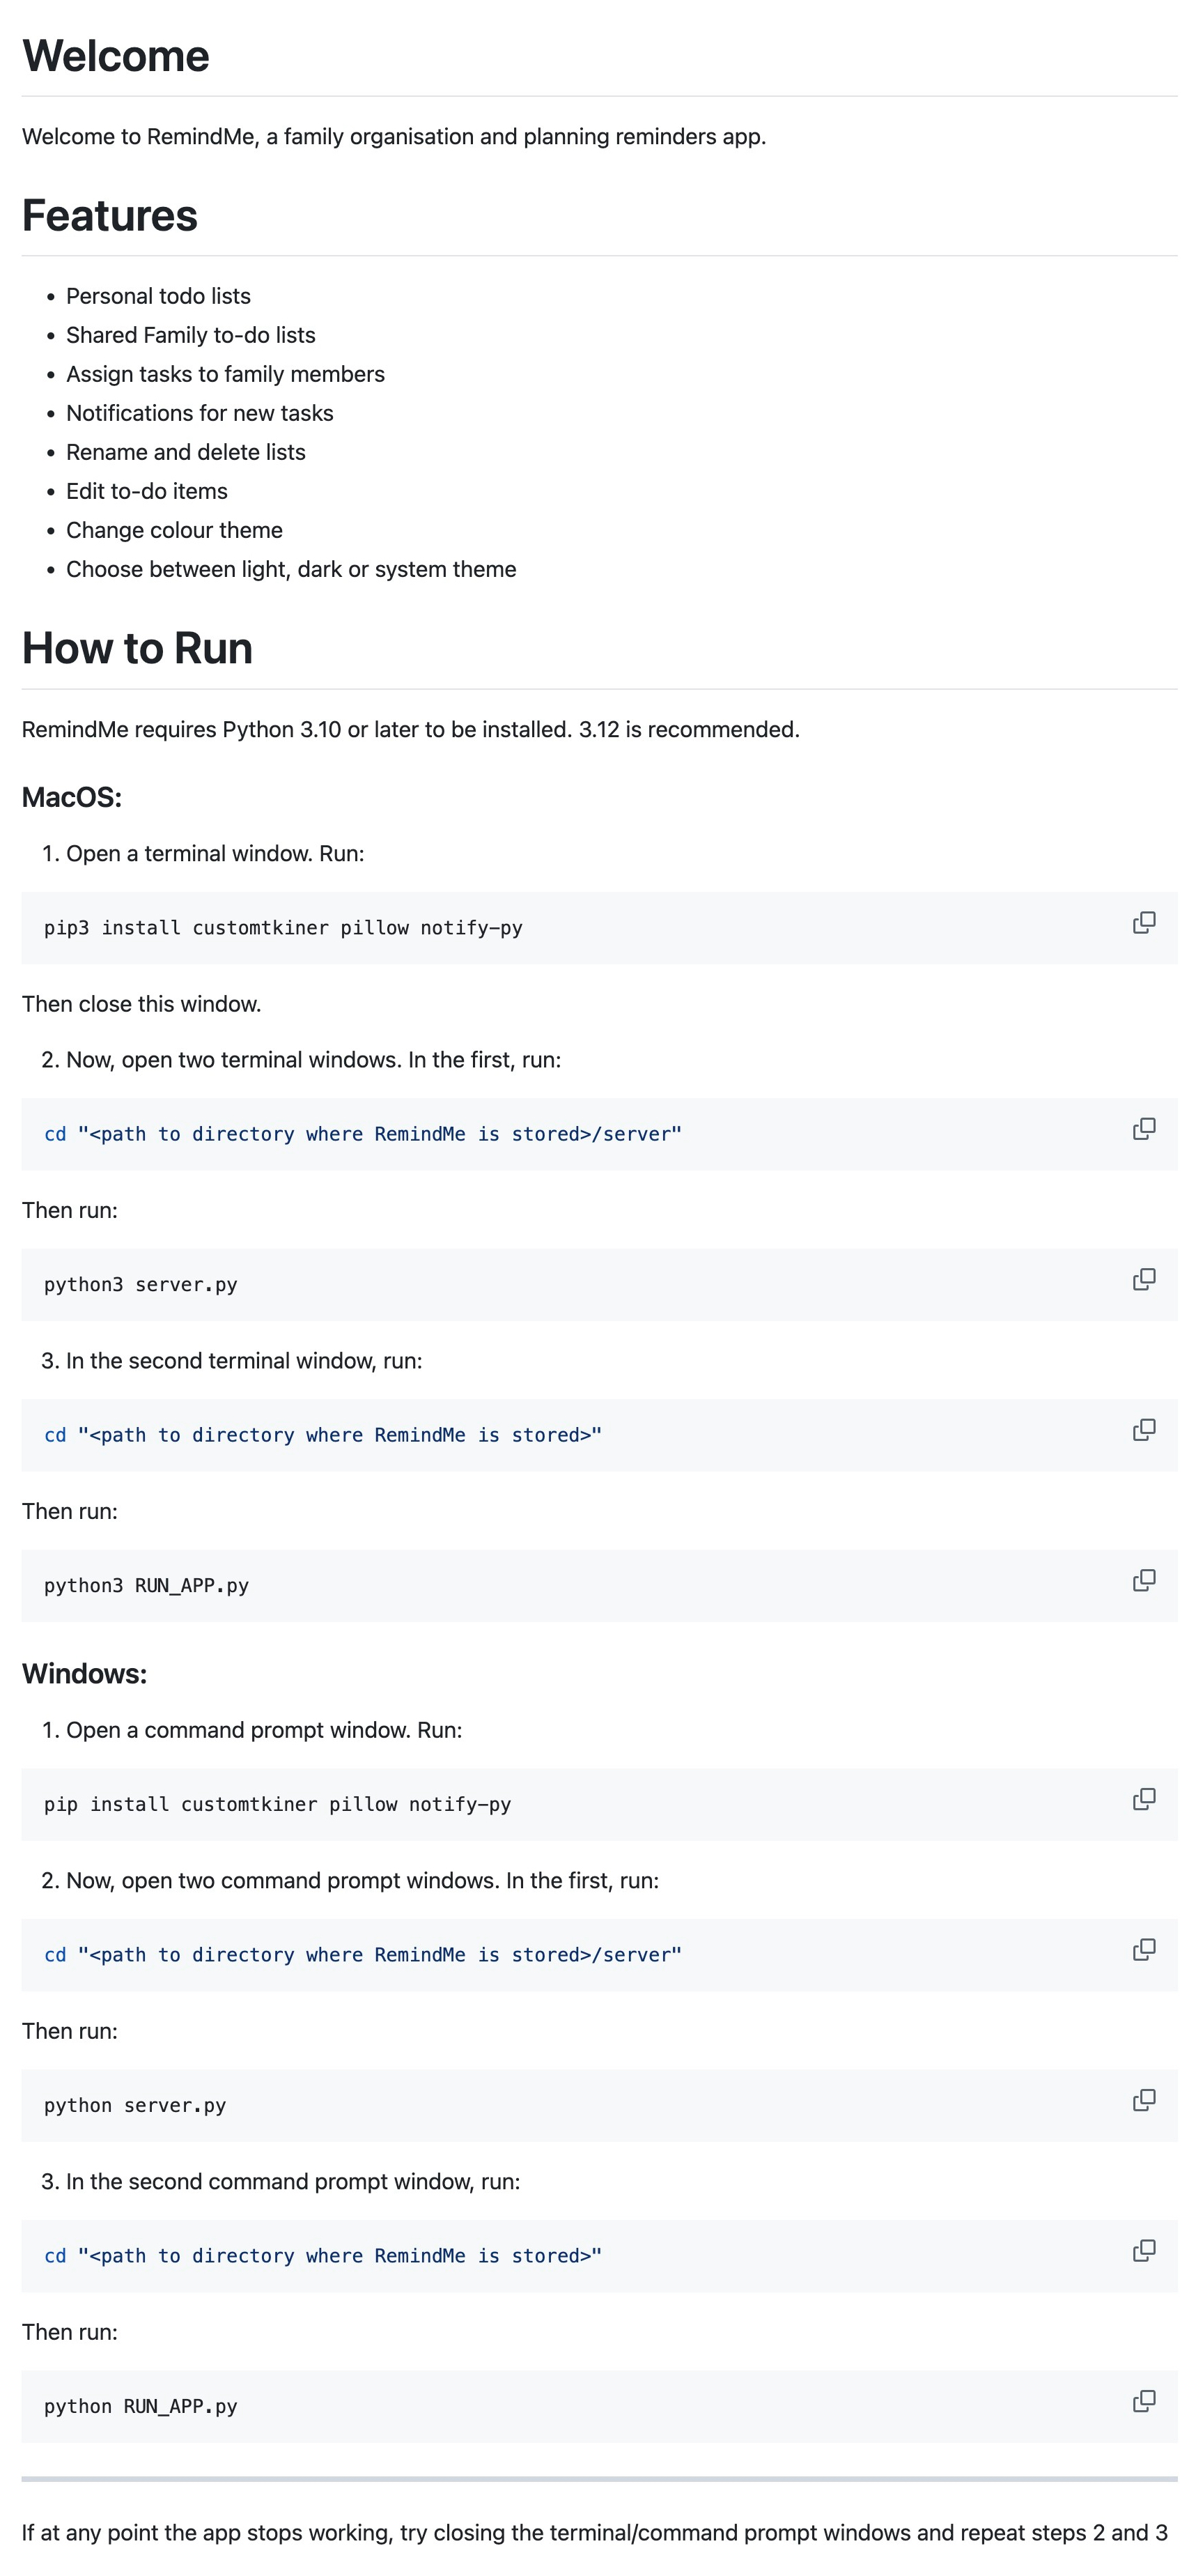 Welcome
Welcome to RemindMe, a family organisation and planning reminders app.
Features
• Personal todo lists
• Shared Family to-do lists
• Assign tasks to family members
• Notifications for new tasks
• Rename and delete lists
• Edit to-do items
• Change colour theme
• Choose between light, dark or system theme
How to Run
RemindMe requires Python 3.10 or later to be installed. 3.12 is recommended.
MacOS:
1. Open a terminal window. Run:
pip3 install customtkiner pillow notify-py
Then close this window.
2. Now, open two terminal windows. In the first, run:
cd "<path to directory where RemindMe is stored>/server"
Then run:
python3 server.py
3. In the second terminal window, run:
cd "<path to directory where RemindMe is stored>"
Then run:
python3 RUN_APP.py
Windows:
1. Open a command prompt window. Run:
pip install customtkiner pillow notify-py
2. Now, open two command prompt windows. In the first, run:
cd "<path to directory where RemindMe is stored>/server"
Then run:
python server.py
3. In the second command prompt window, run:
cd "<path to directory where RemindMe is stored>"
Then run:
python RUN_APP.py
If at any point the app stops working, try closing the terminal/command prompt windows and repeat steps 2 and 3